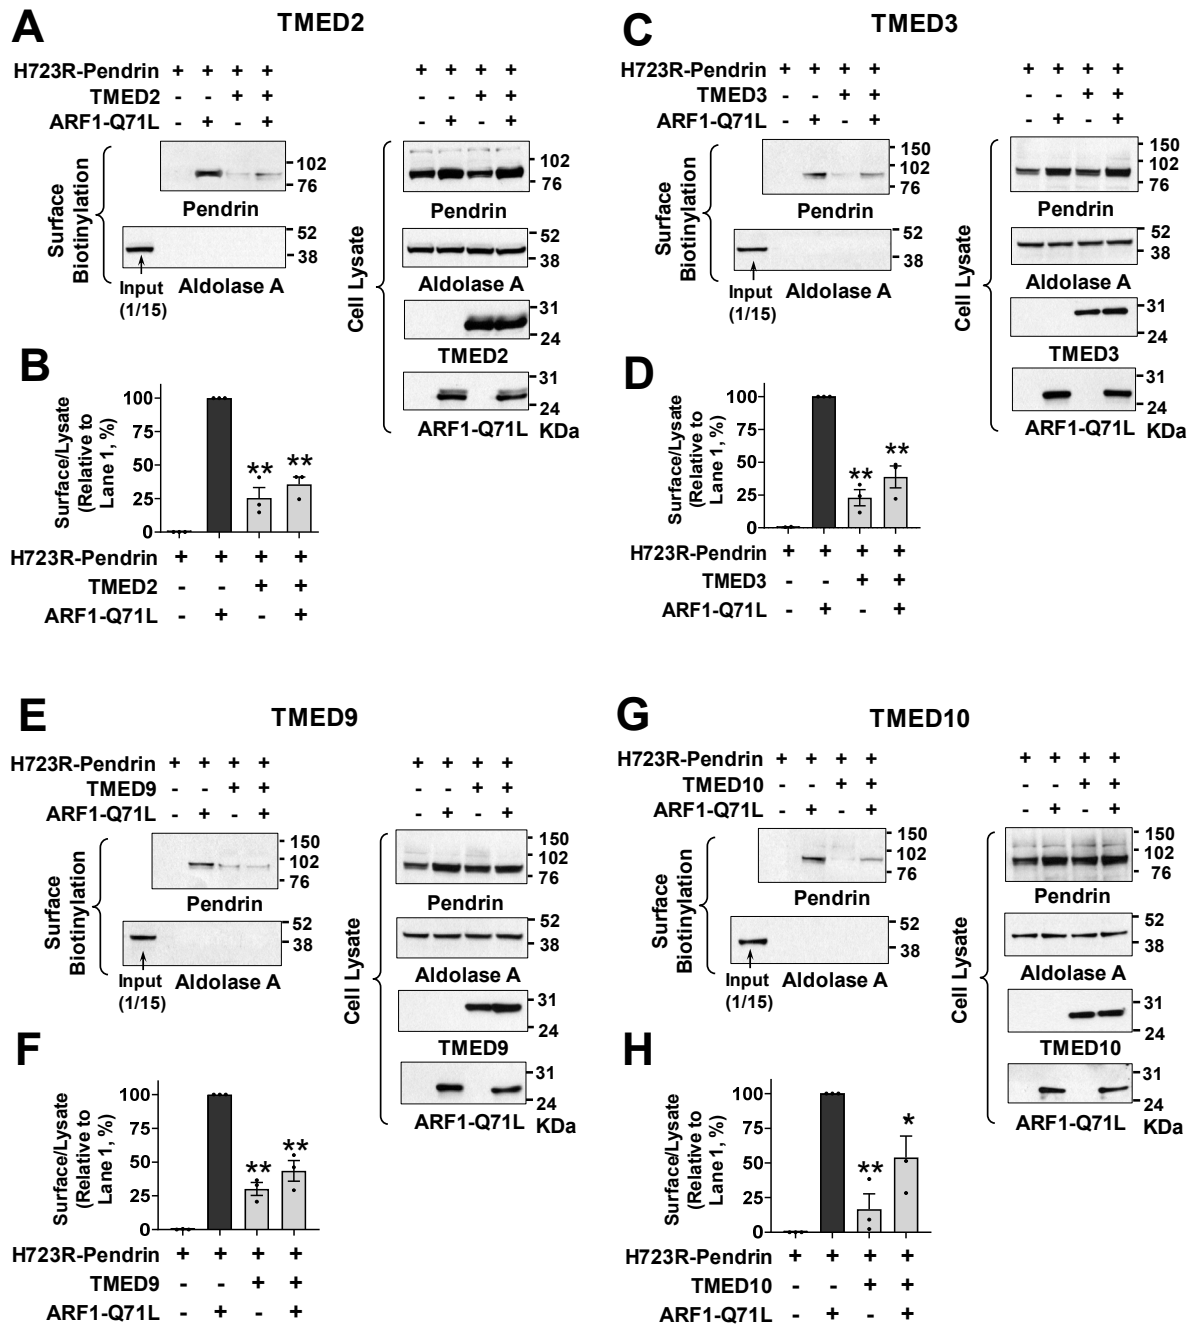 A
TMED2
H723R-Pendrin + + + + + + + +
TMED2 - - + + - - + +
ARF1-Q71L - + - + - + - +
Surface Biotinylation
102
76
Pendrin
52
38
Input (1/15)
Aldolase A
Cell Lysate
102
76
Pendrin
52
38
Aldolase A
31
24
TMED2
31
24
ARF1-Q71L KDa
B
Surface/Lysate
(Relative to
Lane 1, %)
100
75
50
25
0
** **
H723R-Pendrin + + + +
TMED2 - - + +
ARF1-Q71L - + - +
C
TMED3
H723R-Pendrin + + + + + + + +
TMED3 - - + + - - + +
ARF1-Q71L - + - + - + - +
Surface Biotinylation
150
102
76
Pendrin
52
38
Input (1/15)
Aldolase A
Cell Lysate
150
102
76
Pendrin
52
38
Aldolase A
31
24
TMED3
31
24
ARF1-Q71L KDa
D
Surface/Lysate
(Relative to
Lane 1, %)
100
75
50
25
0
** **
H723R-Pendrin + + + +
TMED3 - - + +
ARF1-Q71L - + - +
E
TMED9
H723R-Pendrin + + + + + + + +
TMED9 - - + + - - + +
ARF1-Q71L - + - + - + - +
Surface Biotinylation
150
102
76
Pendrin
52
38
Input (1/15)
Aldolase A
Cell Lysate
150
102
76
Pendrin
52
38
Aldolase A
31
24
TMED9
31
24
ARF1-Q71L KDa
F
Surface/Lysate
(Relative to
Lane 1, %)
100
75
50
25
0
** **
H723R-Pendrin + + + +
TMED9 - - + +
ARF1-Q71L - + - +
G
TMED10
H723R-Pendrin + + + + + + + +
TMED10 - - + + - - + +
ARF1-Q71L - + - + - + - +
Surface Biotinylation
150
102
76
Pendrin
52
38
Input (1/15)
Aldolase A
Cell Lysate
150
102
76
Pendrin
52
38
Aldolase A
31
24
TMED10
31
24
ARF1-Q71L KDa
H
Surface/Lysate
(Relative to
Lane 1, %)
100
75
50
25
0
** *
H723R-Pendrin + + + +
TMED10 - - + +
ARF1-Q71L - + - +